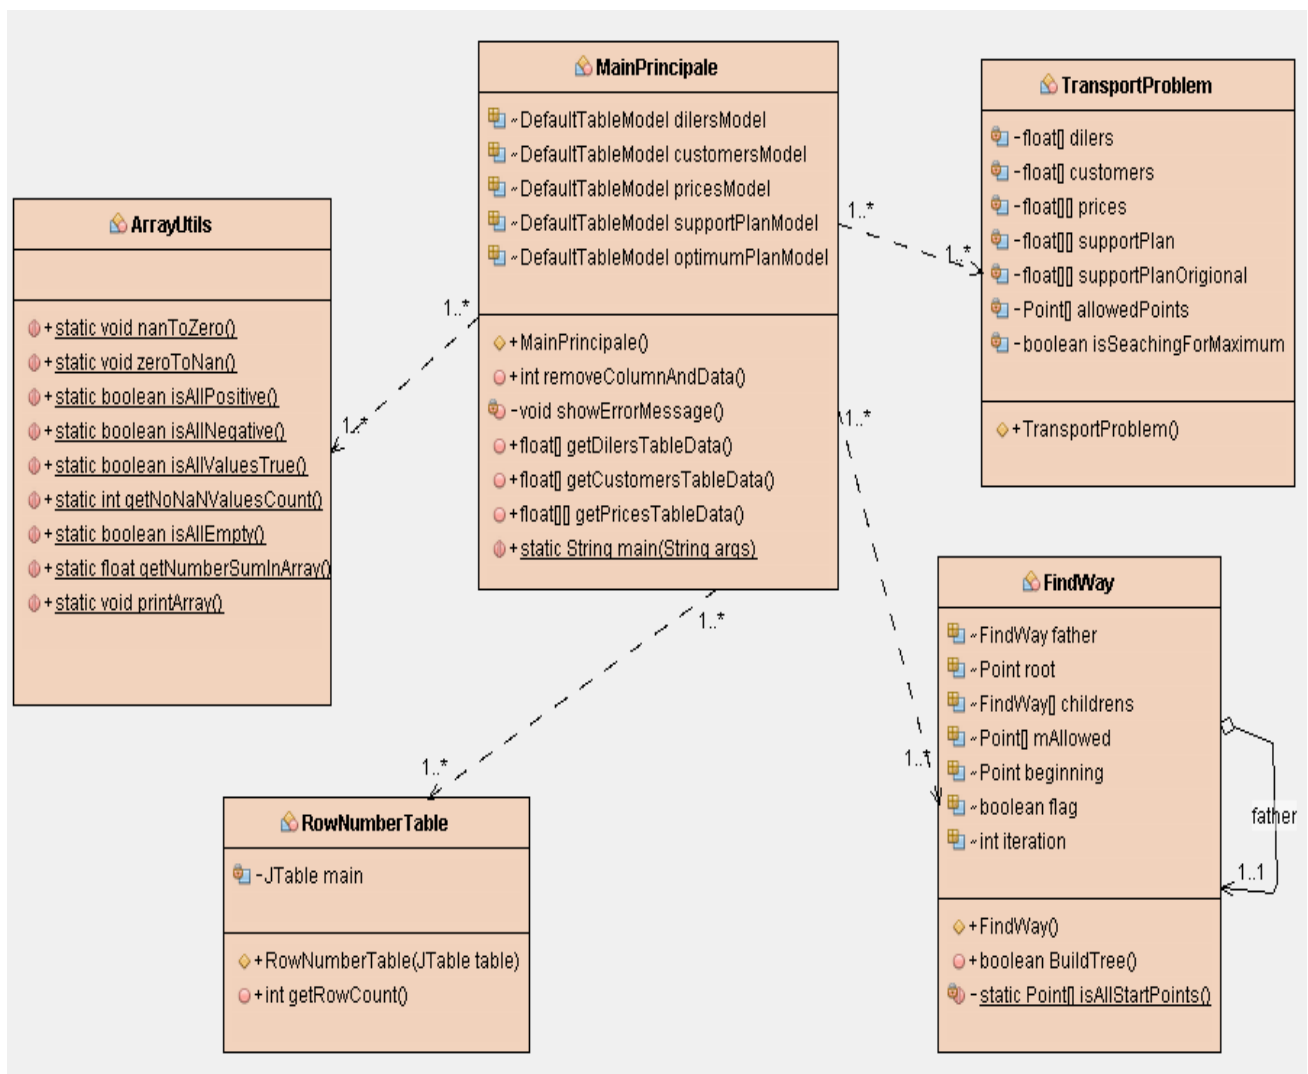 MainPrincipale
~DefaultTableModel dilersModel
~DefaultTableModel customersModel
~DefaultTableModel pricesModel
~DefaultTableModel supportPlanModel
~DefaultTableModel optimumPlanModel
+MainPrincipale()
+int removeColumnAndData()
-void showErrorMessage()
+float[] getDilersTableData()
+float[] getCustomersTableData()
+float[][] getPricesTableData()
+static String main(String args)
TransportProblem
-float[] dilers
-float[] customers
-float[][] prices
-float[][] supportPlan
-float[][] supportPlanOrigional
-Point[] allowedPoints
-boolean isSeachingForMaximum
+TransportProblem()
ArrayUtils
+static void nanToZero()
+static void zeroToNan()
+static boolean isAllPositive()
+static boolean isAllNegative()
+static boolean isAllValuesTrue()
+static int getNoNaNValuesCount()
+static boolean isAllEmpty()
+static float getNumberSumInArray()
+static void printArray()
1..*
1..*
1..*
1..*
1..*
1..*
1..*
1..*
FindWay
~FindWay father
~Point root
~FindWay[] childrens
~Point[] mAllowed
~Point beginning
~boolean flag
~int iteration
+FindWay()
+boolean BuildTree()
-static Point[] isAllStartPoints()
father
1..1
RowNumberTable
-JTable main
+RowNumberTable(JTable table)
+int getRowCount()